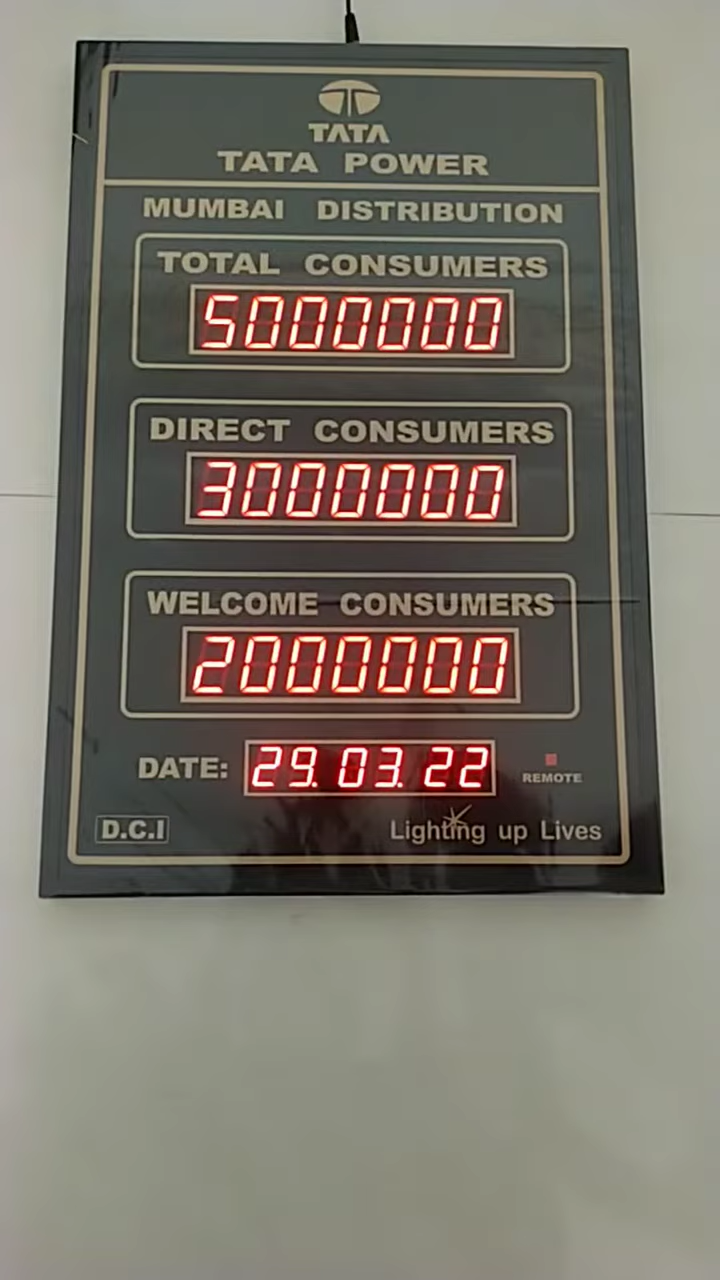 TATA
TATA POWER
MUMBAI DISTRIBUTION
TOTAL CONSUMERS
5000000
DIRECT CONSUMERS
3000000
WELCOME CONSUMERS
2000000
DATE: 29.03.22
REMOTE
D.C.I
Lighting up Lives